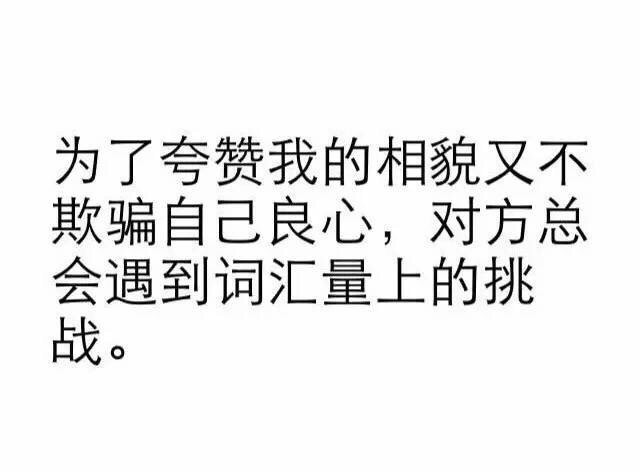 为了夸赞我的相貌又不
欺骗自己良心，对方总
会遇到词汇量上的挑
战。